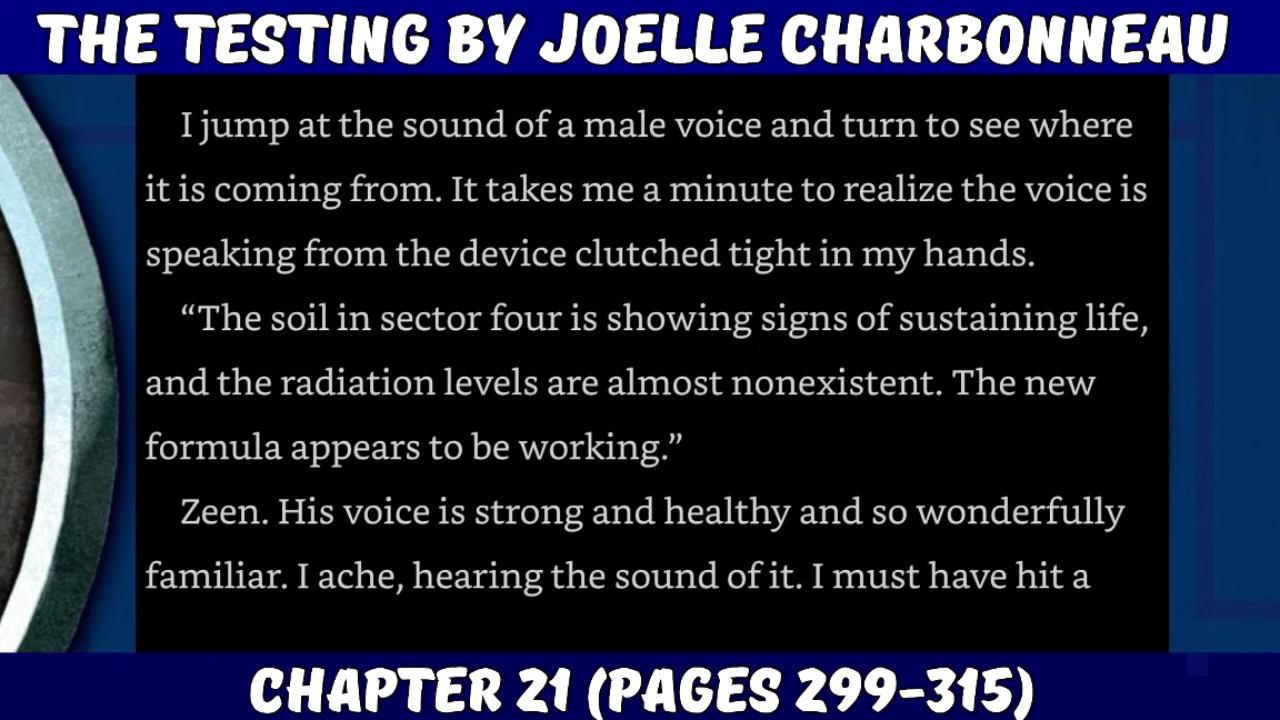 THE TESTING BY JOELLE CHARBONNEAU
I jump at the sound of a male voice and turn to see where
it is coming from. It takes me a minute to realize the voice is
speaking from the device clutched tight in my hands.
“The soil in sector four is showing signs of sustaining life,
and the radiation levels are almost nonexistent. The new
formula appears to be working.”
Zeen. His voice is strong and healthy and so wonderfully
familiar. I ache, hearing the sound of it. I must have hit a
CHAPTER 21 (PAGES 299-315)